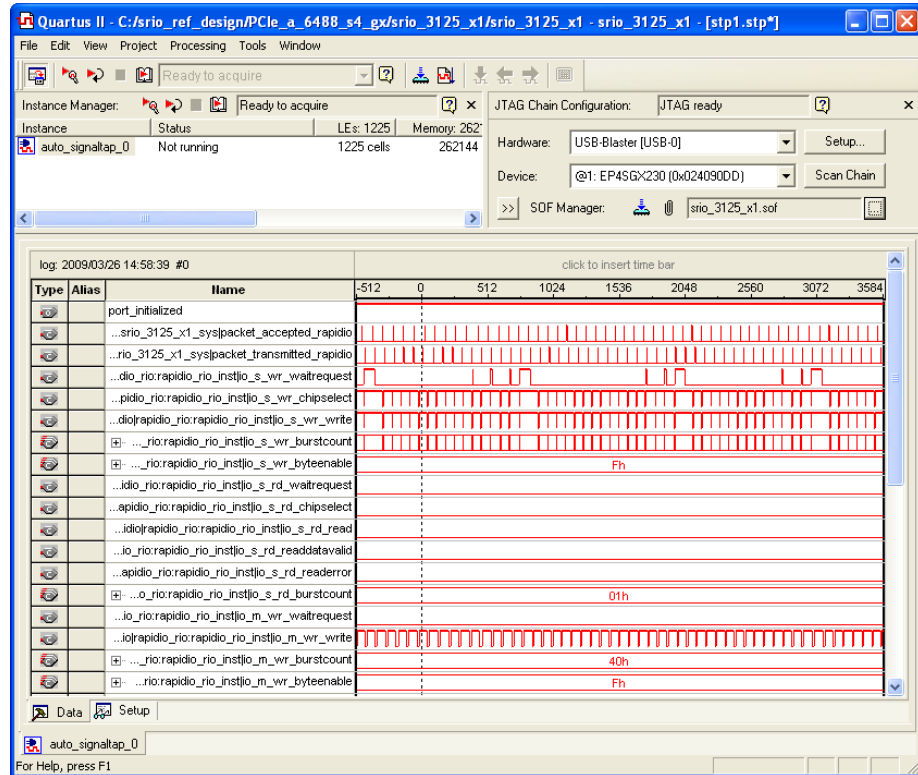 Quartus II - C:/srio_ref_design/PCIe_a_6488_s4_gx/srio_3125_x1/srio_3125_x1 - srio_3125_x1 - [stp1.stp*]
File Edit View Project Processing Tools Window
Ready to acquire
Instance Manager: Ready to acquire
JTAG Chain Configuration: JTAG ready
Instance Status LEs: 1225 Memory: 262
auto_signaltap_0 Not running 1225 cells 262144
Hardware: USB-Blaster [USB-0] Setup...
Device: @1: EP4SGX230 (0x024090DD) Scan Chain
>> SOF Manager: srio_3125_x1.sof ...
log: 2009/03/26 14:58:39 #0 click to insert time bar
Type Alias Name -512 0 512 1024 1536 2048 2560 3072 3584
port_initialized
...srio_3125_x1_sys|packet_accepted_rapidio
...rio_3125_x1_sys|packet_transmitted_rapidio
...dio_rio:rapidio_rio_inst|io_s_wr_waitrequest
...pidio_rio:rapidio_rio_inst|io_s_wr_chipselect
...dio|rapidio_rio:rapidio_rio_inst|io_s_wr_write
..._rio:rapidio_rio_inst|io_s_wr_burstcount
..._rio:rapidio_rio_inst|io_s_wr_byteenable Fh
...idio_rio:rapidio_rio_inst|io_s_rd_waitrequest
...apidio_rio:rapidio_rio_inst|io_s_rd_chipselect
...idio|rapidio_rio:rapidio_rio_inst|io_s_rd_read
...io_rio:rapidio_rio_inst|io_s_rd_readdatavalid
...apidio_rio:rapidio_rio_inst|io_s_rd_readerror
...o_rio:rapidio_rio_inst|io_s_rd_burstcount 01h
...io_rio:rapidio_rio_inst|io_m_wr_waitrequest
...io|rapidio_rio:rapidio_rio_inst|io_m_wr_write
..._rio:rapidio_rio_inst|io_m_wr_burstcount 40h
...rio:rapidio_rio_inst|io_m_wr_byteenable Fh
Data Setup
auto_signaltap_0
For Help, press F1